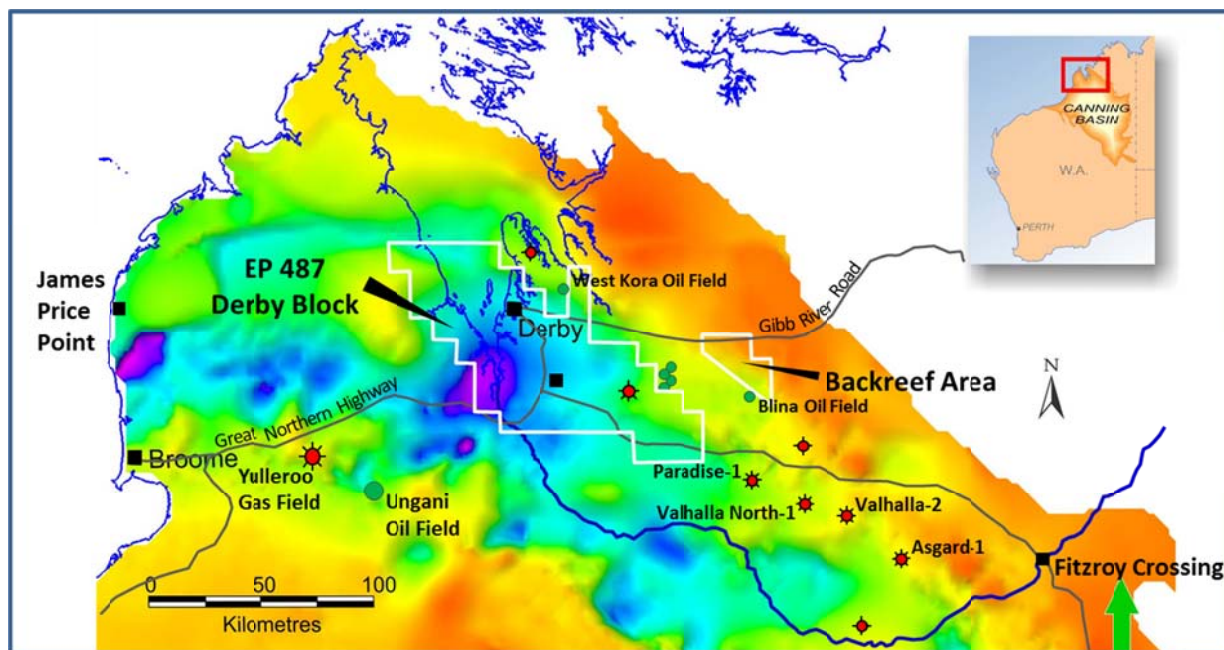 CANNING
BASIN
W.A.
PERTH
James
Price
Point
EP 487
Derby Block
West Kora Oil Field
Derby
Gibb River Road
N
Backreef Area
Blina Oil Field
Great Northern Highway
Broome
Yulleroo
Gas Field
Ungani
Oil Field
Paradise-1
Valhalla North-1
Valhalla-2
Asgard-1
Fitzroy Crossing
0 50 100
Kilometres